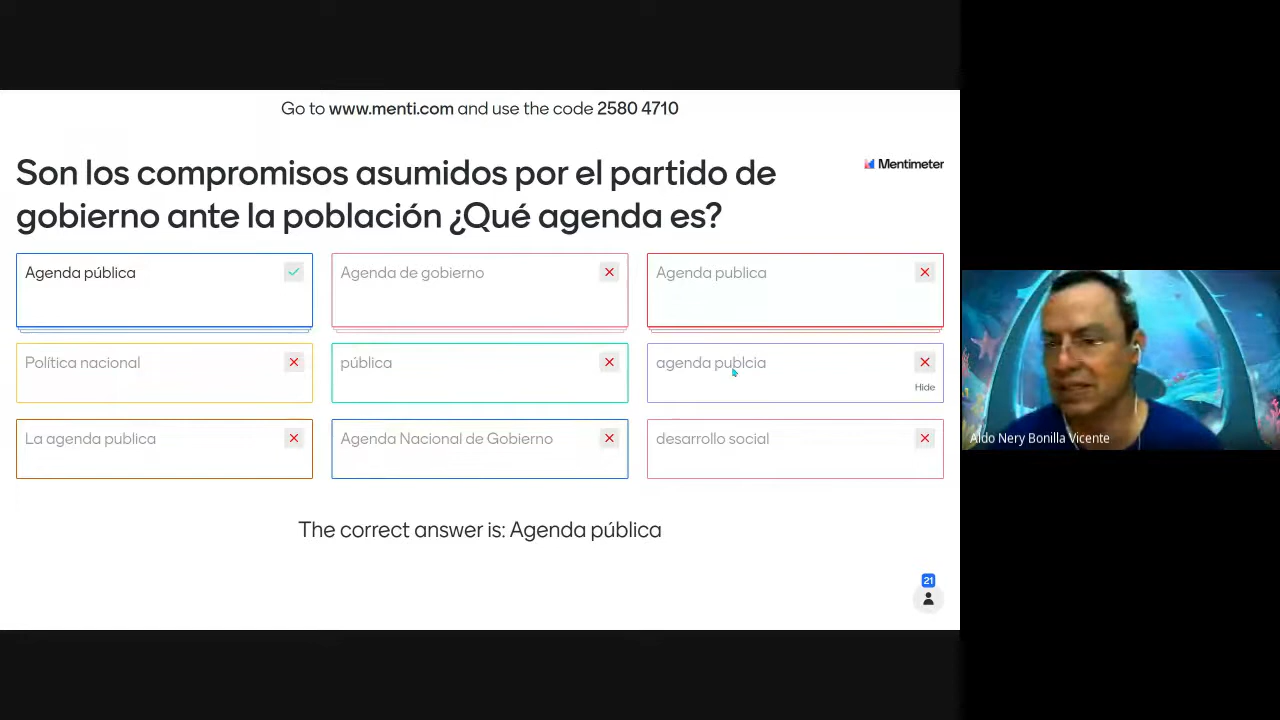 Go to www.menti.com and use the code 2580 4710
Mentimeter
Son los compromisos asumidos por el partido de
gobierno ante la población ¿Qué agenda es?
Agenda pública
Agenda de gobierno
Agenda publica
Política nacional
pública
agenda publcia
Hide
La agenda publica
Agenda Nacional de Gobierno
desarrollo social
The correct answer is: Agenda pública
21
Aldo Nery Bonilla Vicente